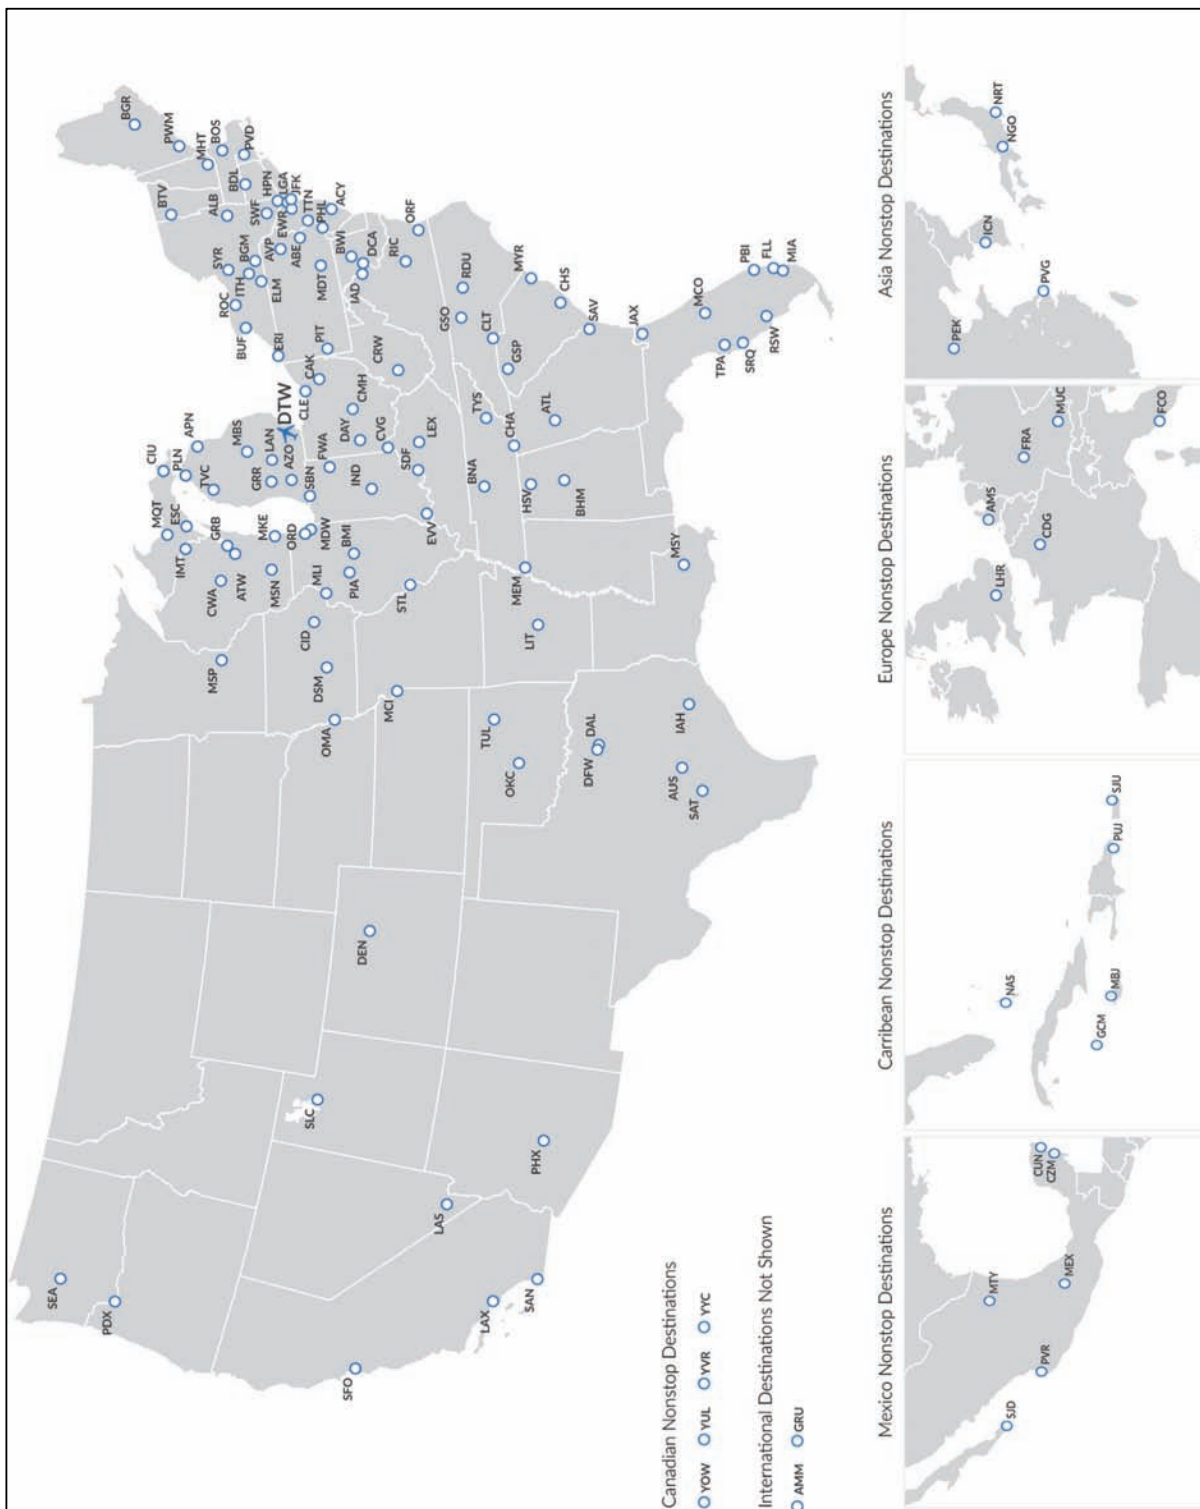 SEA
PDX
SFO
LAX
SAN
LAS
PHX
SLC
DEN
MSP
DSM
CID
OMA
MCI
TUL
OKC
DFW
DAL
AUS
SAT
IAH
MSY
LIT
MEM
STL
MQT
ESC
IMT
GRB
CWA
ATW
MKE
MSN
ORD
MDW
MLI
BMI
PIA
CIU
PLN
APN
TVC
MBS
LAN
GRR
AZO
DTW
SBN
FWA
IND
DAY
CVG
CMH
CLE
CAK
PIT
ERI
CRW
SDF
LEX
EVV
BNA
TYS
CHA
HSV
BHM
ATL
BUF
ROC
SYR
ITH
BGM
ELM
AVP
ABE
MDT
IAD
DCA
BWI
RIC
ORF
BTV
ALB
SWF
EWR
HPN
LGA
JFK
TTN
PHL
ACY
BGR
PWM
MHT
BOS
BDL
PVD
GSO
RDU
CLT
GSP
MYR
CHS
SAV
JAX
MCO
TPA
SRQ
RSW
PBI
FLL
MIA
Canadian Nonstop Destinations
YOW YUL YVR YYC
International Destinations Not Shown
AMM GRU
Mexico Nonstop Destinations
SJD
PVR
MTY
MEX
CUN
CZM
Carribean Nonstop Destinations
NAS
GCM
MBJ
PUJ
SJU
Europe Nonstop Destinations
LHR
AMS
CDG
FRA
MUC
FCO
Asia Nonstop Destinations
PEK
PVG
ICN
NGO
NRT